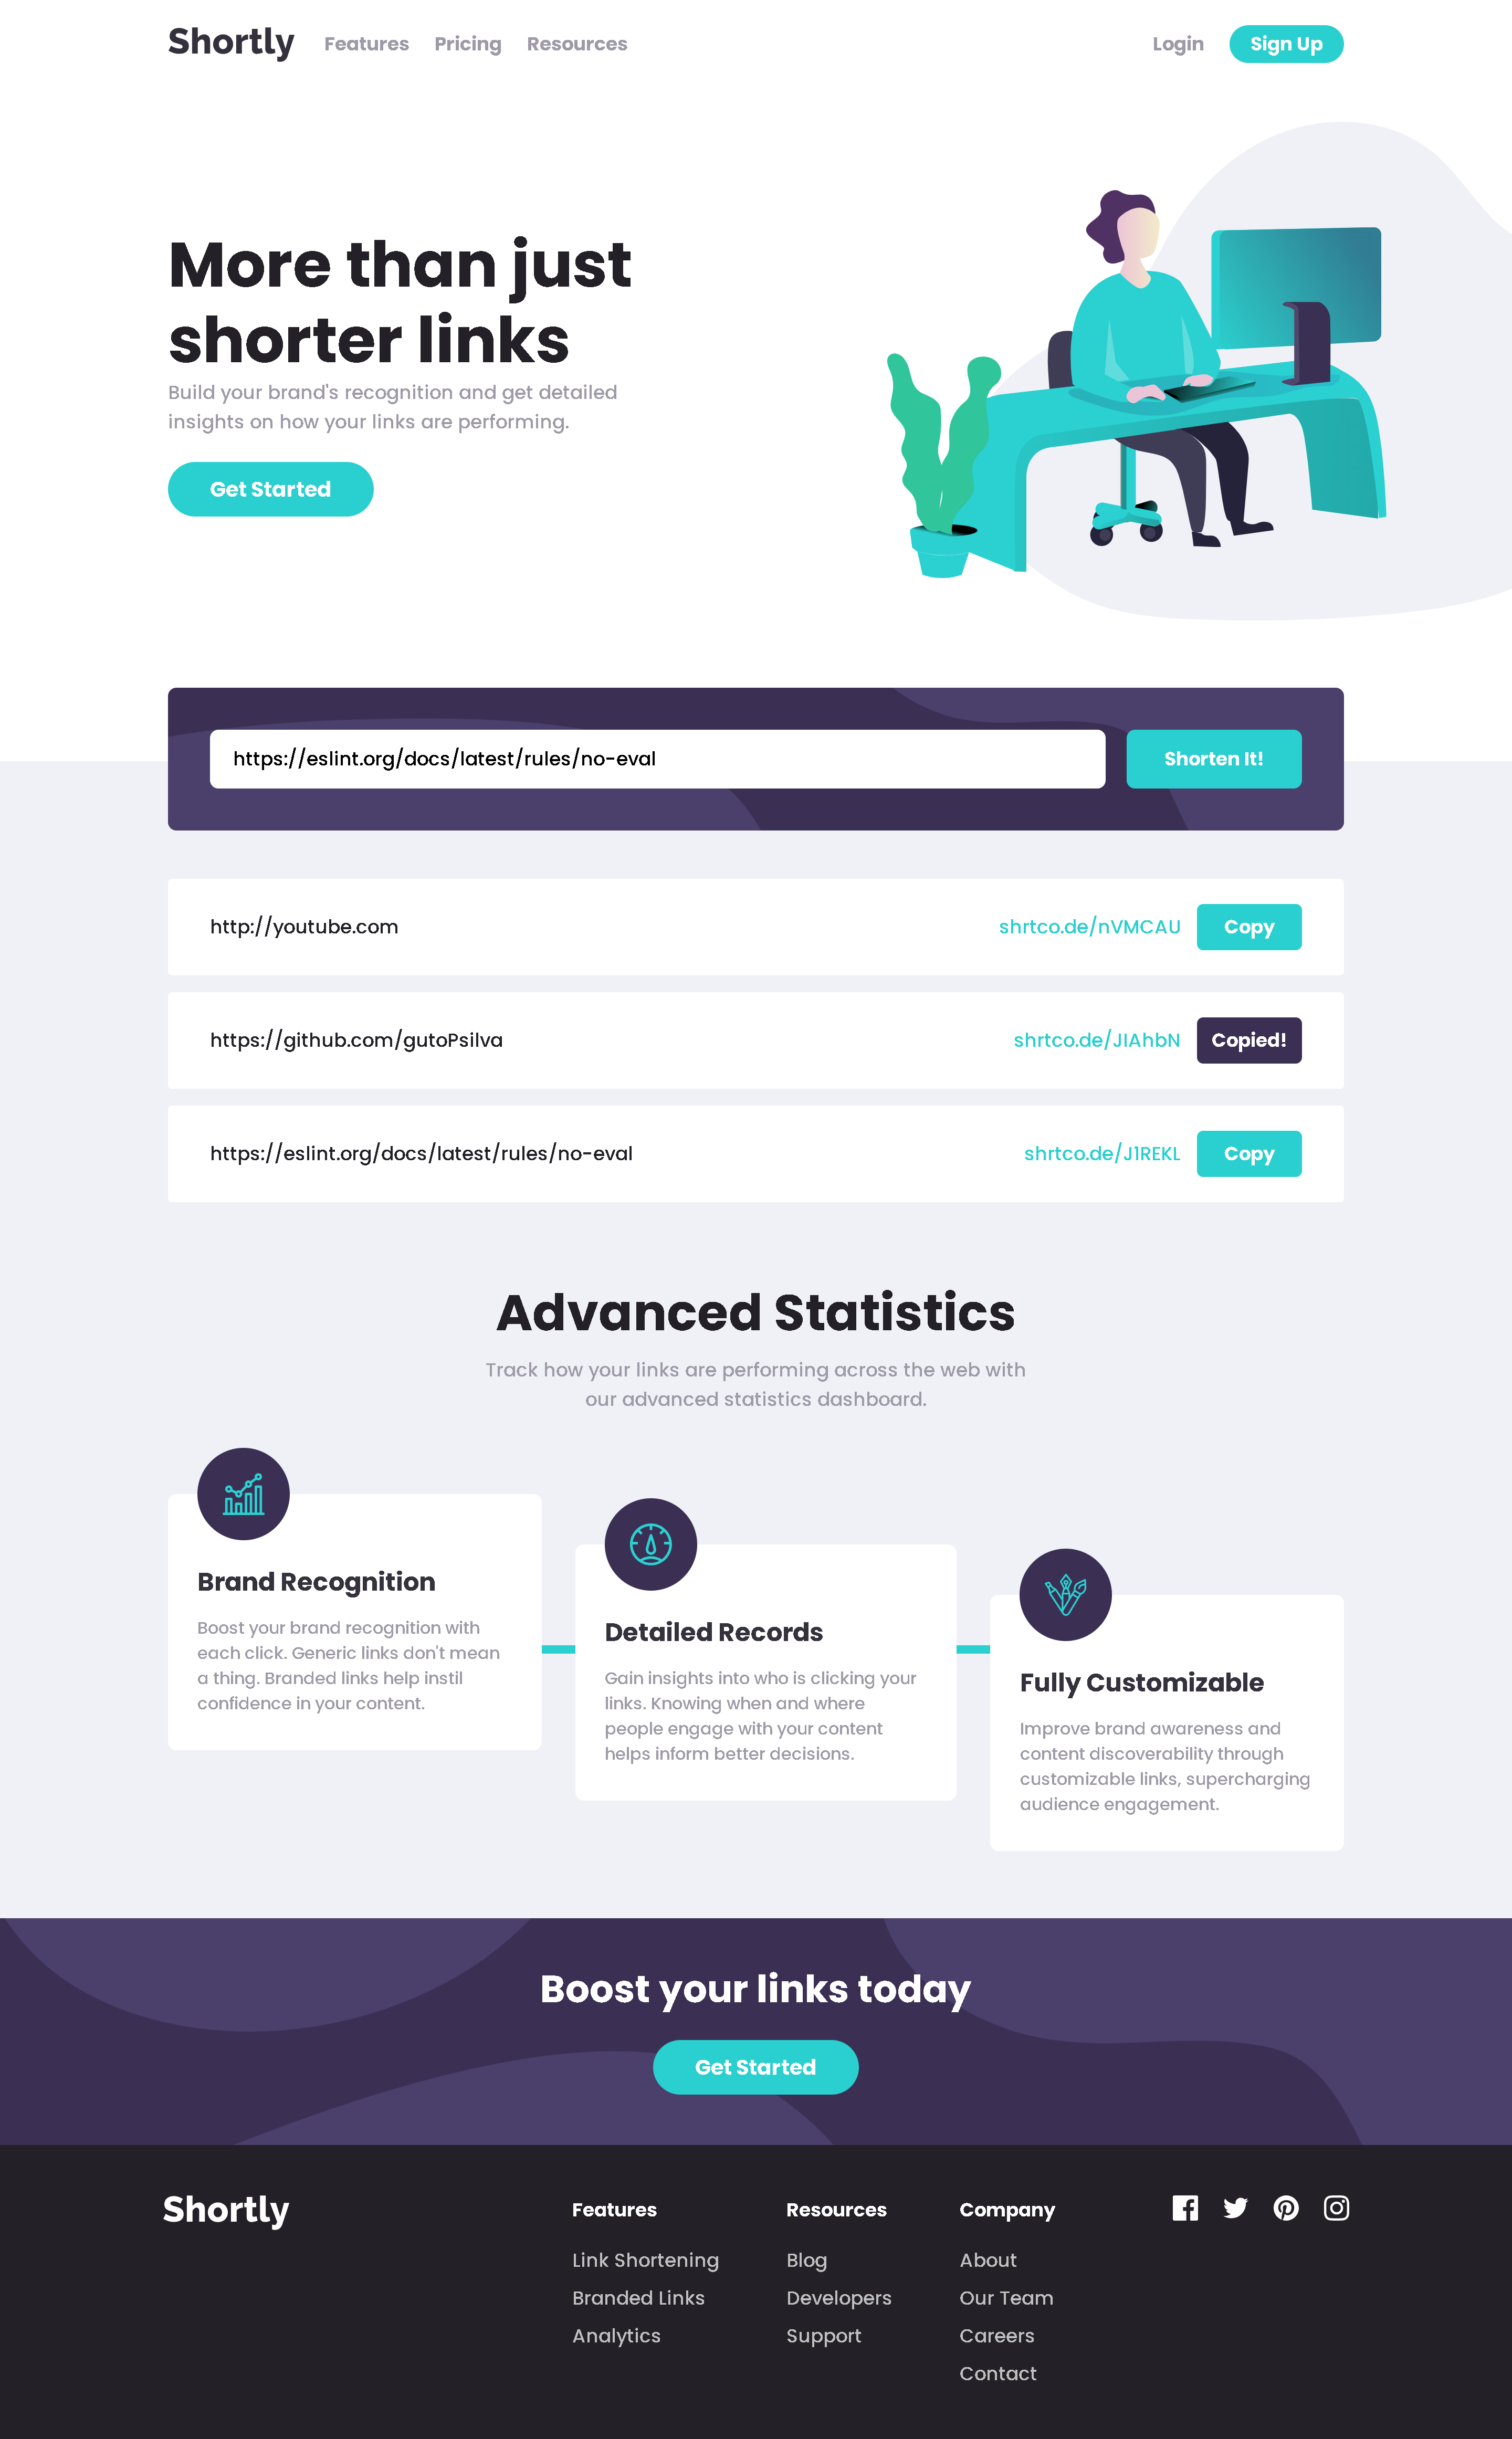 Shortly
Features
Pricing
Resources
Login
Sign Up
More than just
shorter links
Build your brand's recognition and get detailed
insights on how your links are performing.
Get Started
https://eslint.org/docs/latest/rules/no-eval
Shorten It!
http://youtube.com
shrtco.de/nVMCAU
Copy
https://github.com/gutoPsilva
shrtco.de/JIAhbN
Copied!
https://eslint.org/docs/latest/rules/no-eval
shrtco.de/J1REKL
Copy
Advanced Statistics
Track how your links are performing across the web with
our advanced statistics dashboard.
Brand Recognition
Boost your brand recognition with
each click. Generic links don't mean
a thing. Branded links help instil
confidence in your content.
Detailed Records
Gain insights into who is clicking your
links. Knowing when and where
people engage with your content
helps inform better decisions.
Fully Customizable
Improve brand awareness and
content discoverability through
customizable links, supercharging
audience engagement.
Boost your links today
Get Started
Shortly
Features
Link Shortening
Branded Links
Analytics
Resources
Blog
Developers
Support
Company
About
Our Team
Careers
Contact